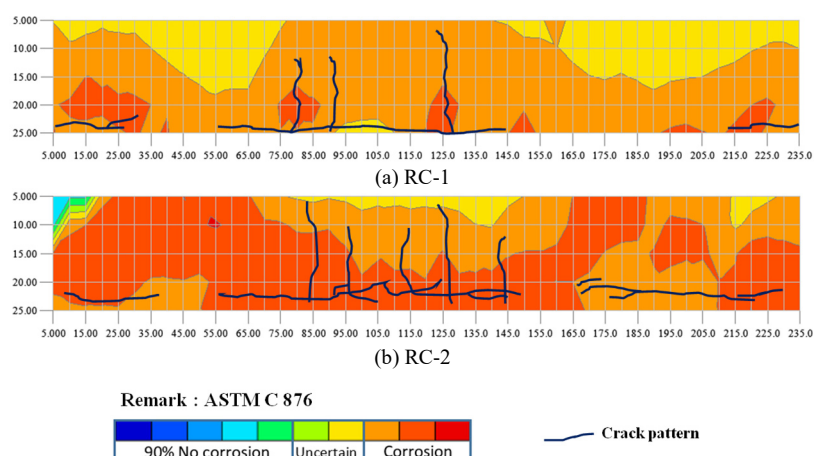 5.000
10.00
15.00
20.00
25.00
5.000 15.00 25.00 35.00 45.00 55.00 65.00 75.00 85.00 95.00 105.0 115.0 125.0 135.0 145.0 155.0 165.0 175.0 185.0 195.0 205.0 215.0 225.0 235.0
(a) RC-1
5.000
10.00
15.00
20.00
25.00
5.000 15.00 25.00 35.00 45.00 55.00 65.00 75.00 85.00 95.00 105.0 115.0 125.0 135.0 145.0 155.0 165.0 175.0 185.0 195.0 205.0 215.0 225.0 235.0
(b) RC-2
Remark : ASTM C 876
Crack pattern
90% No corrosion Uncertain Corrosion